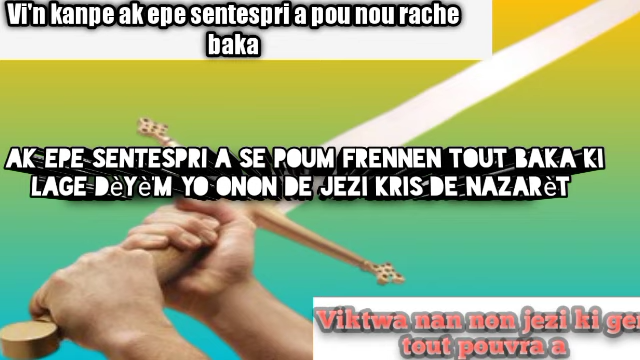 Vi'n kanpe ak epe sentespri a pou nou rache
baka
AK EPE SENTESPRI A SE POUM FRENNEN TOUT BAKA KI
LAGE DèYèM YO ONON DE JEZI KRIS DE NAZARèT
Viktwa nan non jezi ki gen
tout pouvra a